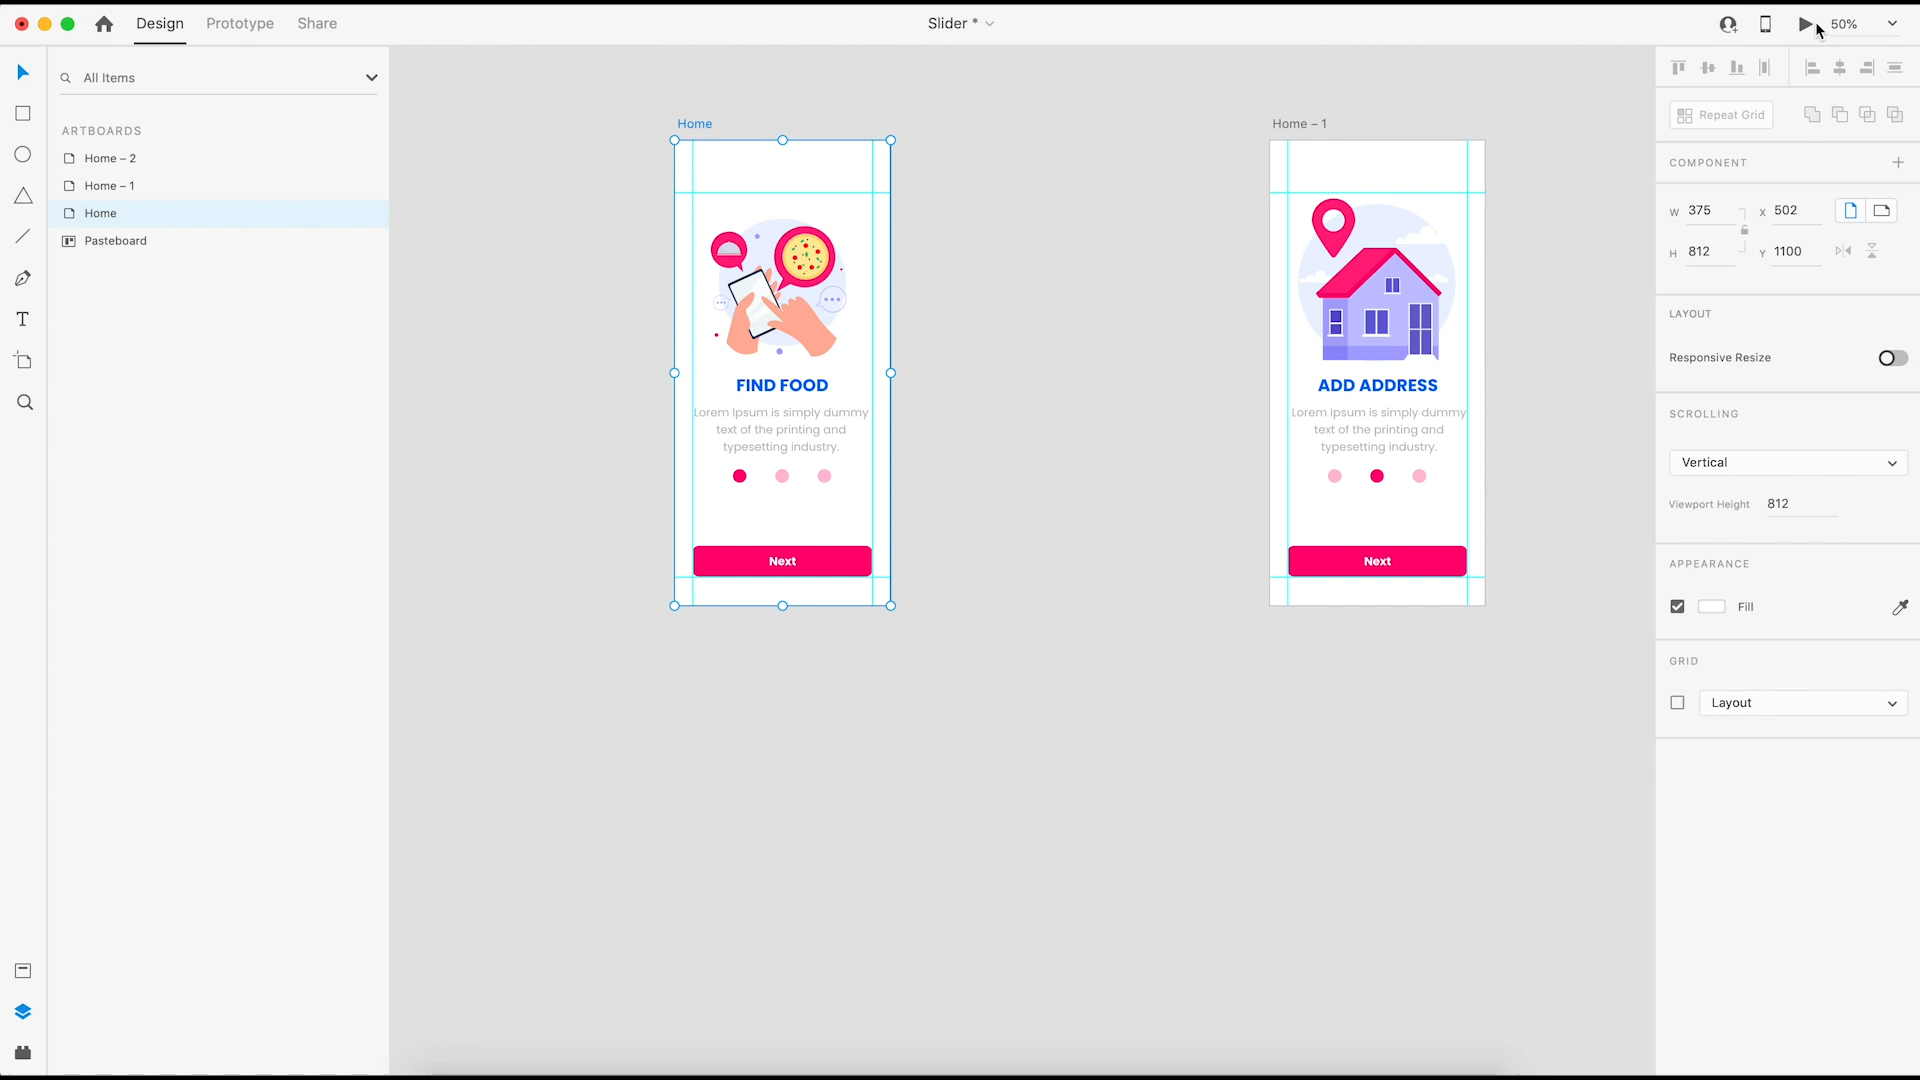 Design
Prototype
Share
Slider *
50%
All Items
ARTBOARDS
Home – 2
Home – 1
Home
Pasteboard
Home
FIND FOOD
Lorem Ipsum is simply dummy
text of the printing and
typesetting industry.
Next
Home – 1
ADD ADDRESS
Lorem Ipsum is simply dummy
text of the printing and
typesetting industry.
Next
Repeat Grid
COMPONENT
W 375
X 502
H 812
Y 1100
LAYOUT
Responsive Resize
SCROLLING
Vertical
Viewport Height 812
APPEARANCE
Fill
GRID
Layout